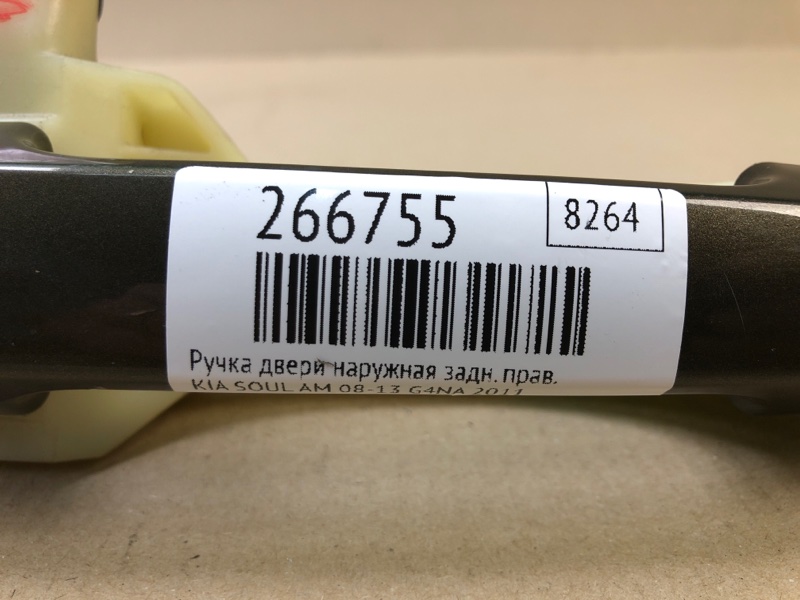 266755
8264
Ручка двери наружная задн. прав.
KIA SOUL AM 08-13 G4NA 2011